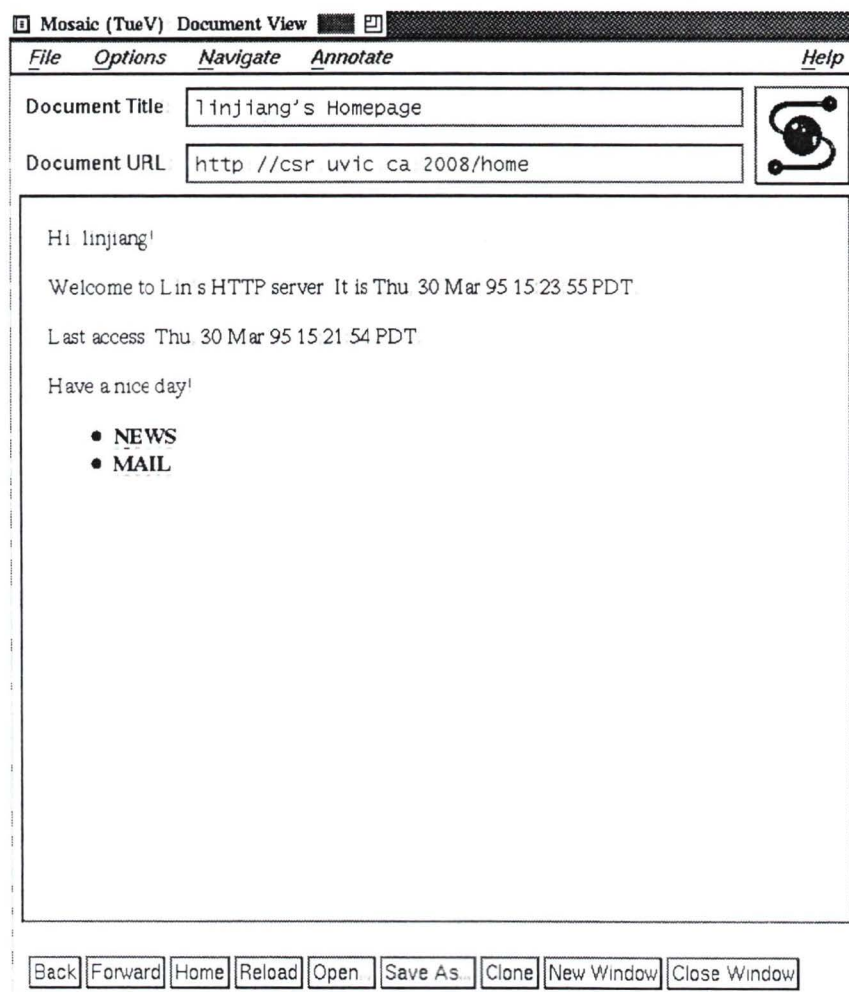 Mosaic (TueV) Document View
File Options Navigate Annotate Help
Document Title: linjiang's Homepage
Document URL: http //csr uvic ca 2008/home
Hi linjiang!
Welcome to Lin s HTTP server It is Thu 30 Mar 95 15 23 55 PDT
Last access Thu 30 Mar 95 15 21 54 PDT
Have a nice day!
• NEWS
• MAIL
Back Forward Home Reload Open... Save As... Clone New Window Close Window